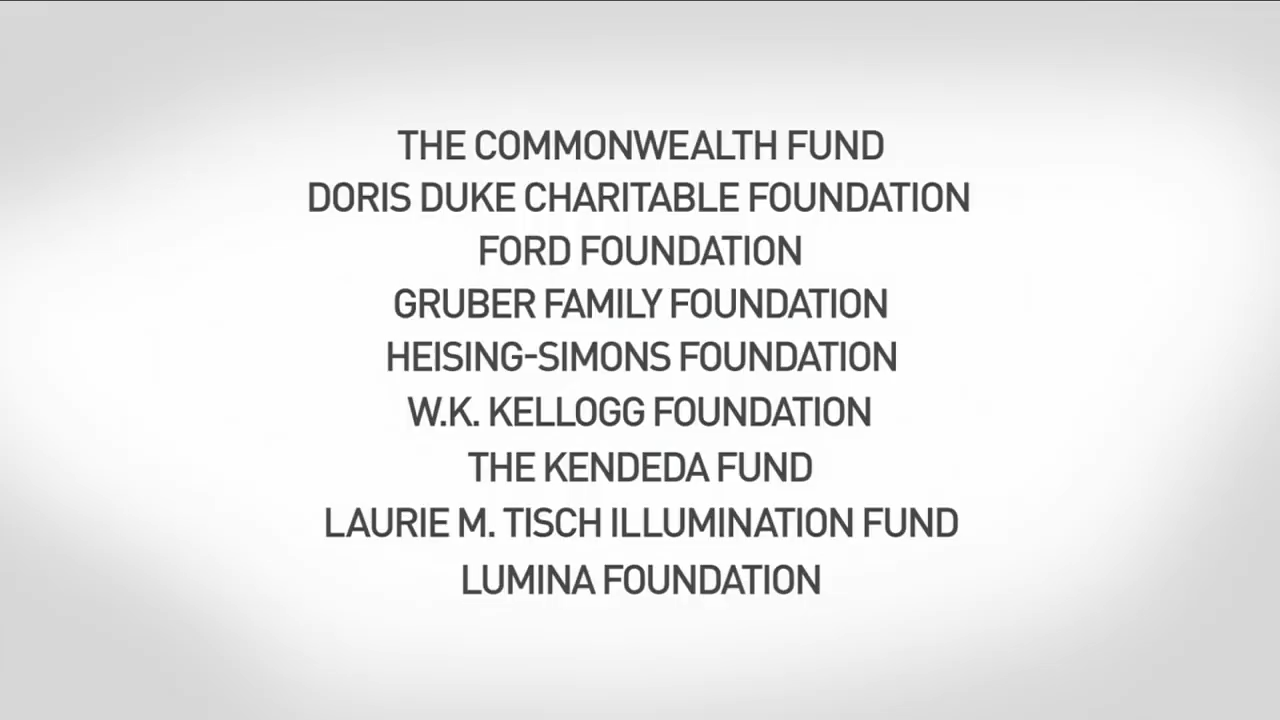 THE COMMONWEALTH FUND
DORIS DUKE CHARITABLE FOUNDATION
FORD FOUNDATION
GRUBER FAMILY FOUNDATION
HEISING-SIMONS FOUNDATION
W.K. KELLOGG FOUNDATION
THE KENDEDA FUND
LAURIE M. TISCH ILLUMINATION FUND
LUMINA FOUNDATION